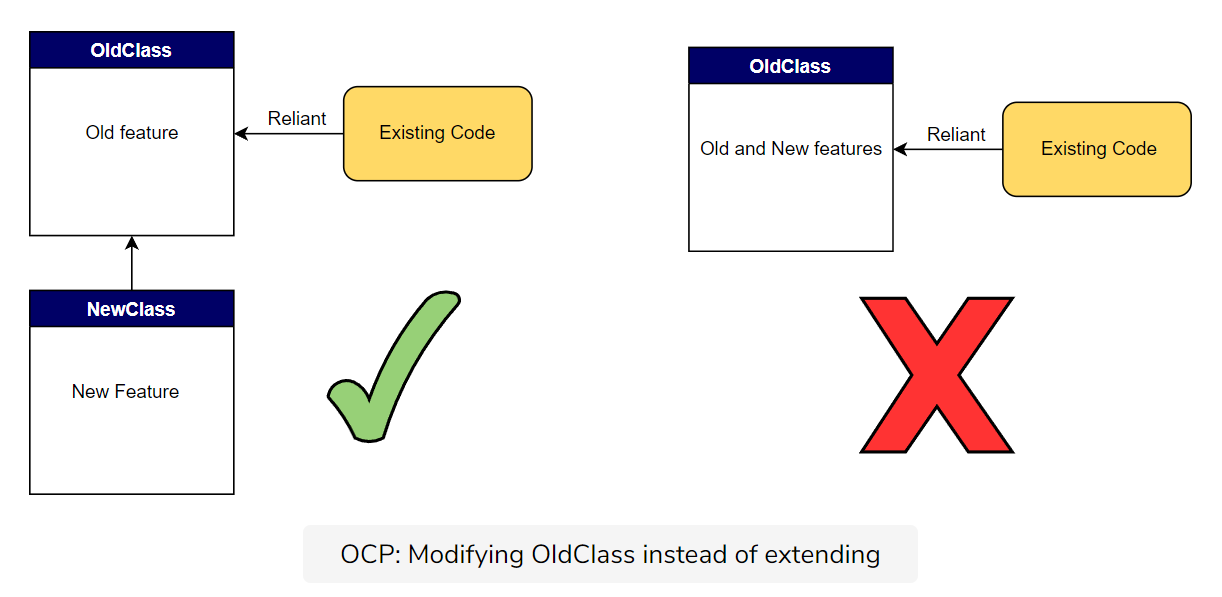 OldClass
Old feature
Reliant
Existing Code
NewClass
New Feature
OldClass
Old and New features
Reliant
Existing Code
OCP: Modifying OldClass instead of extending